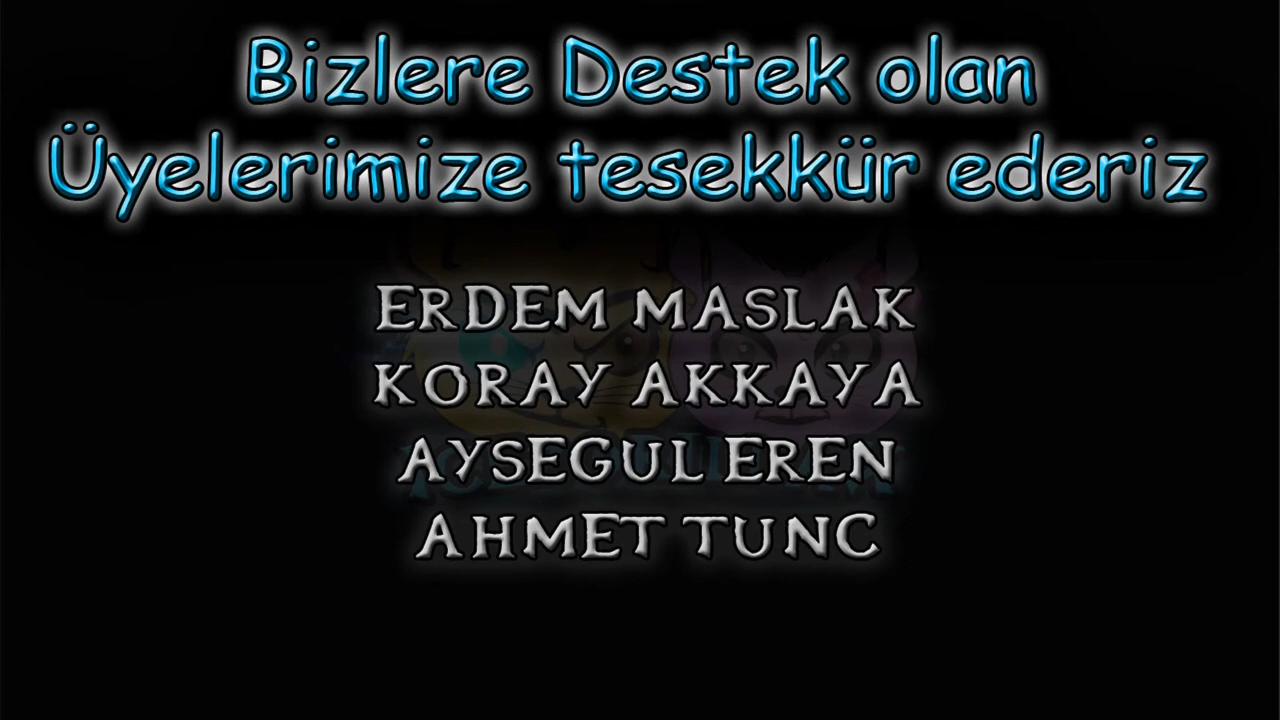 Bizlere Destek olan
Üyelerimize tesekkür ederiz
ERDEM MASLAK
KORAY AKKAYA
AYSEGUL EREN
AHMET TUNC